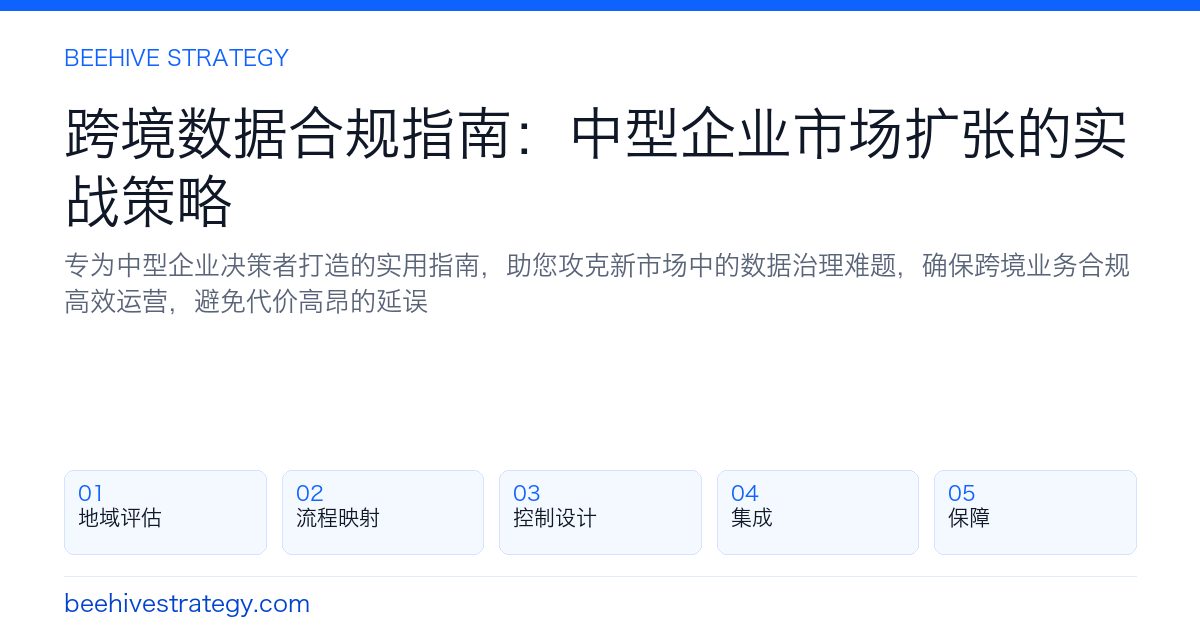 BEEHIVE STRATEGY
跨境数据合规指南：中型企业市场扩张的实
战策略
专为中型企业决策者打造的实用指南，助您攻克新市场中的数据治理难题，确保跨境业务合规
高效运营，避免代价高昂的延误
01
地域评估
02
流程映射
03
控制设计
04
集成
05
保障
beehivestrategy.com